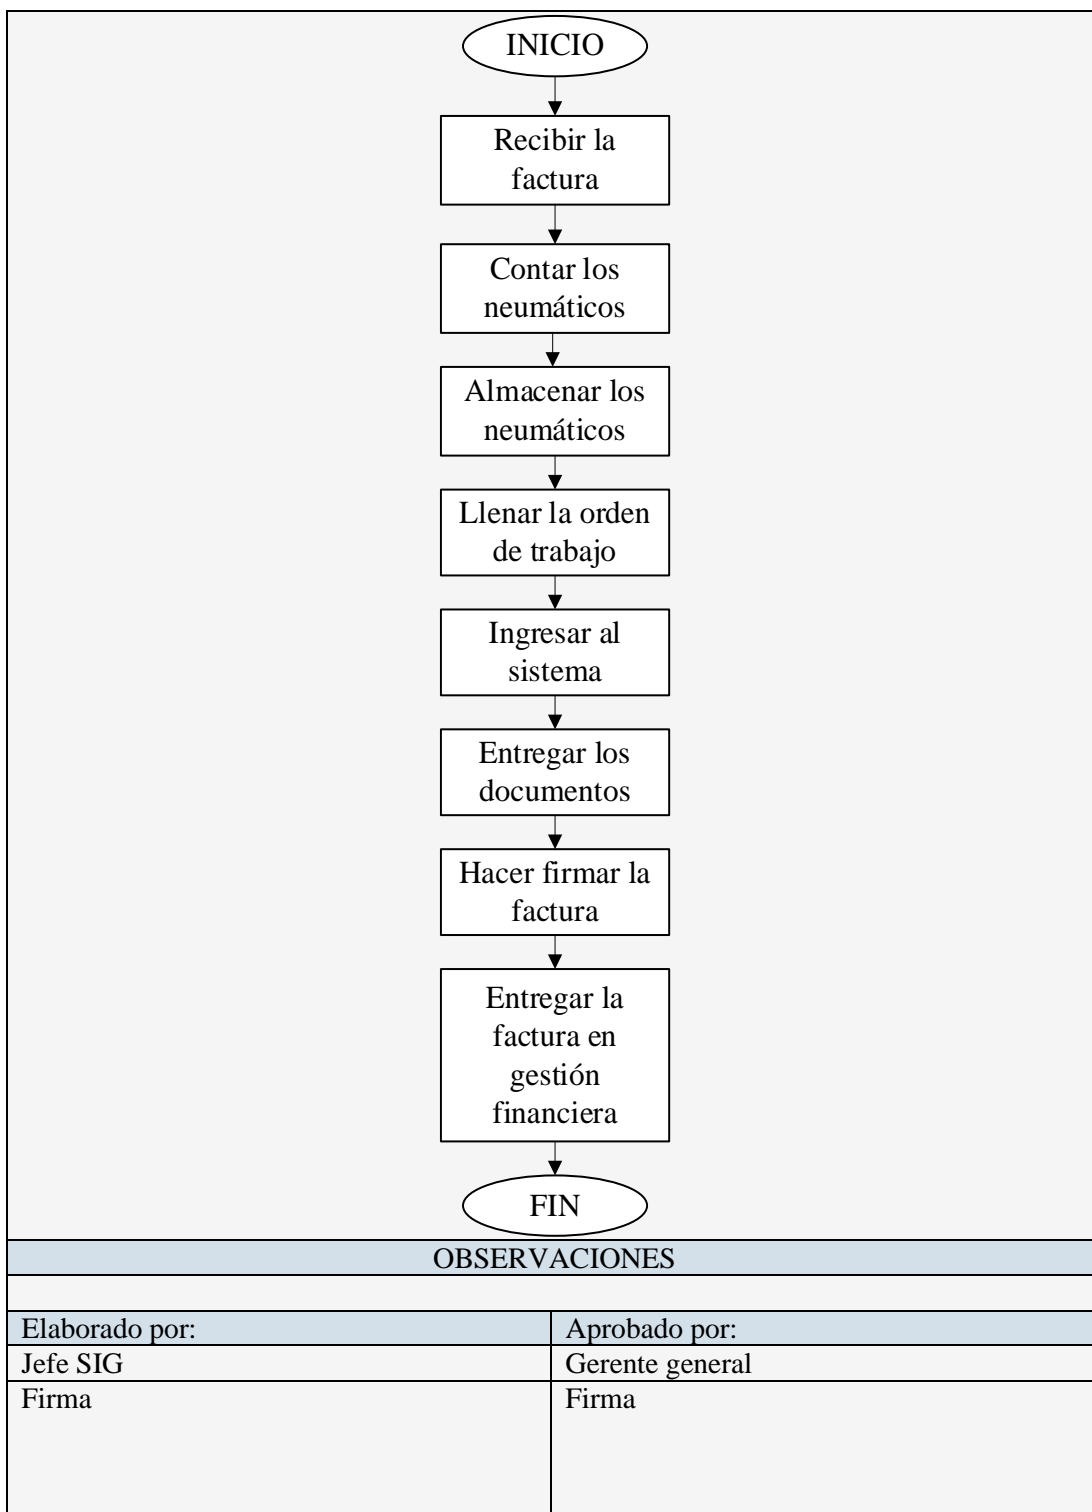 INICIO
Recibir la
factura
Contar los
neumáticos
Almacenar los
neumáticos
Llenar la orden
de trabajo
Ingresar al
sistema
Entregar los
documentos
Hacer firmar la
factura
Entregar la
factura en
gestión
financiera
FIN
OBSERVACIONES
Elaborado por:
Aprobado por:
Jefe SIG
Gerente general
Firma
Firma